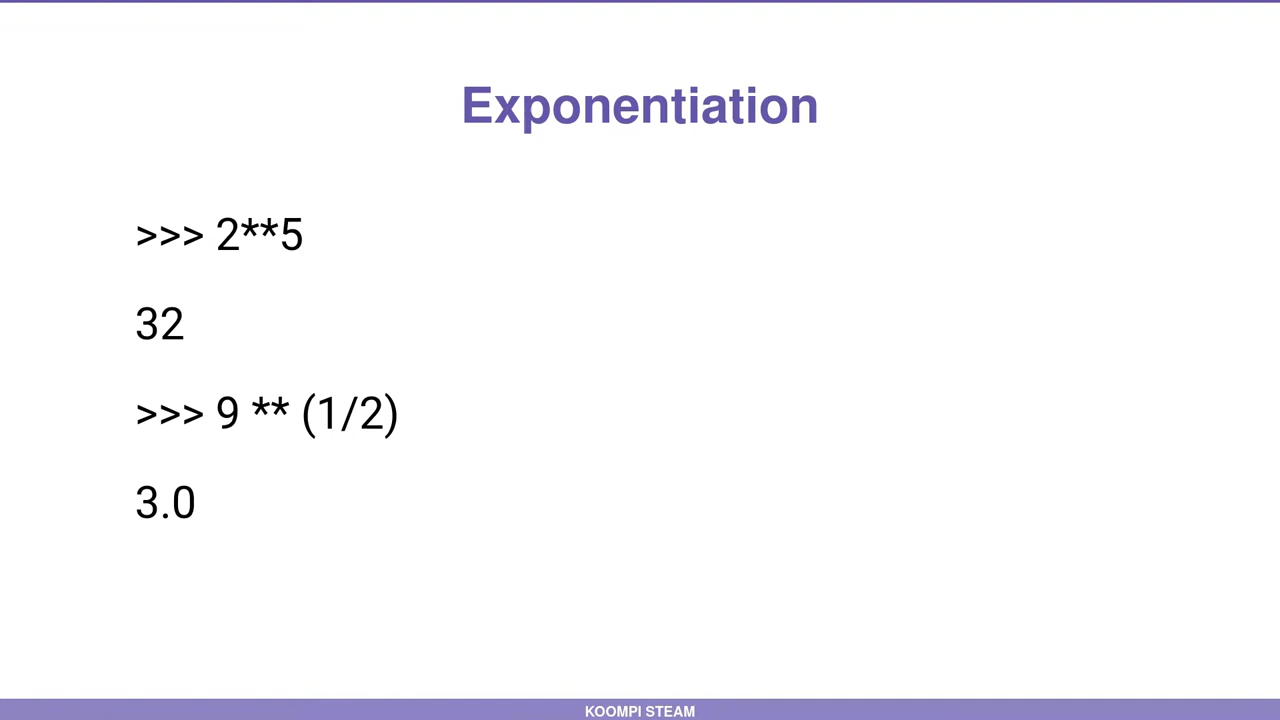 Exponentiation
>>> 2**5
32
>>> 9 ** (1/2)
3.0
KOOMPI STEAM